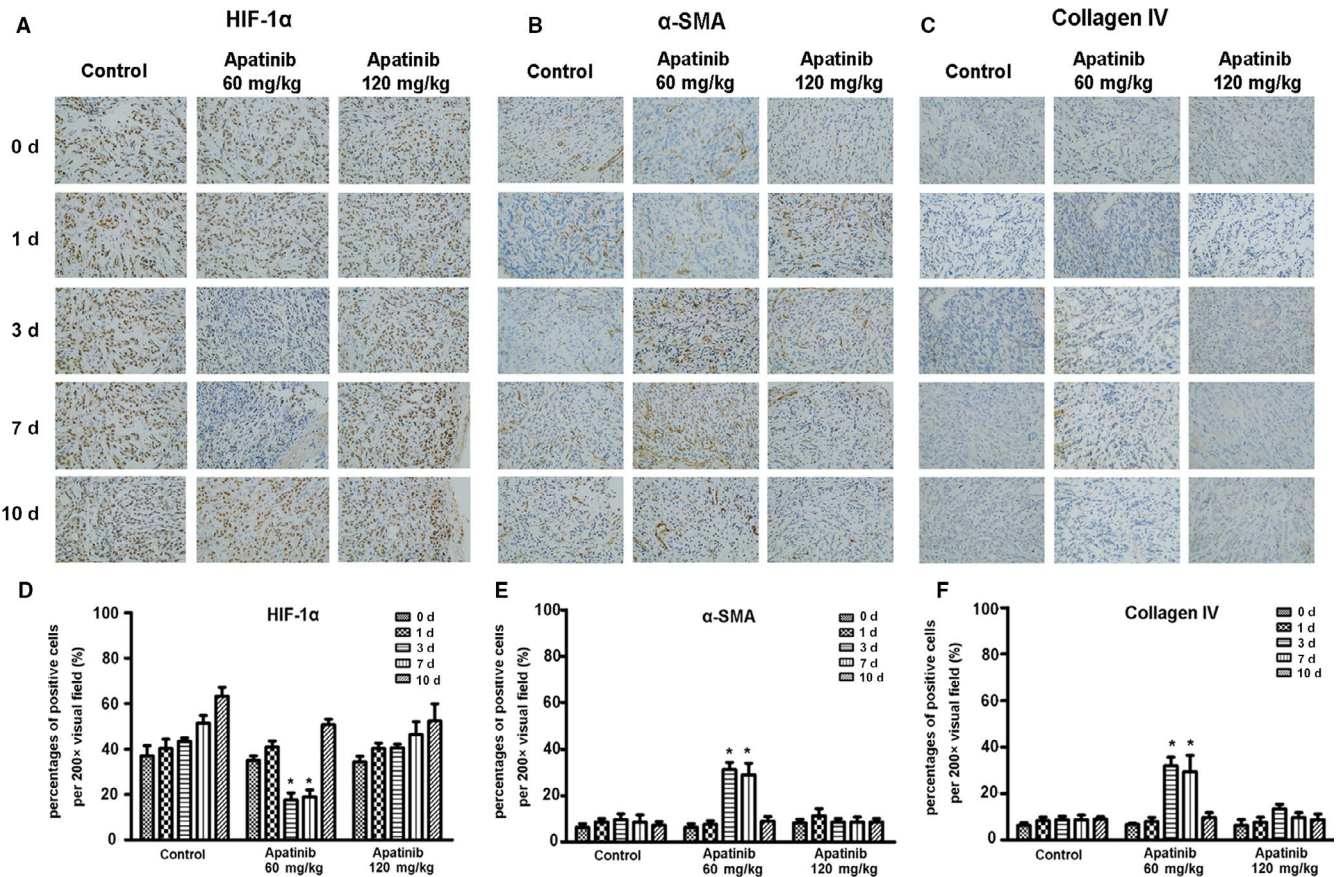 A HIF-1α
Control
Apatinib
60 mg/kg
Apatinib
120 mg/kg
B α-SMA
Control
Apatinib
60 mg/kg
Apatinib
120 mg/kg
C Collagen IV
Control
Apatinib
60 mg/kg
Apatinib
120 mg/kg
0 d
1 d
3 d
7 d
10 d
D HIF-1α
percentages of positive cells
per 200× visual field (%)
100
80
60
40
20
0
0 d
1 d
3 d
7 d
10 d
* *
Control
Apatinib
60 mg/kg
Apatinib
120 mg/kg
E α-SMA
percentages of positive cells
per 200× visual field (%)
100
80
60
40
20
0
0 d
1 d
3 d
7 d
10 d
* *
Control
Apatinib
60 mg/kg
Apatinib
120 mg/kg
F Collagen IV
percentages of positive cells
per 200× visual field (%)
100
80
60
40
20
0
0 d
1 d
3 d
7 d
10 d
* *
Control
Apatinib
60 mg/kg
Apatinib
120 mg/kg